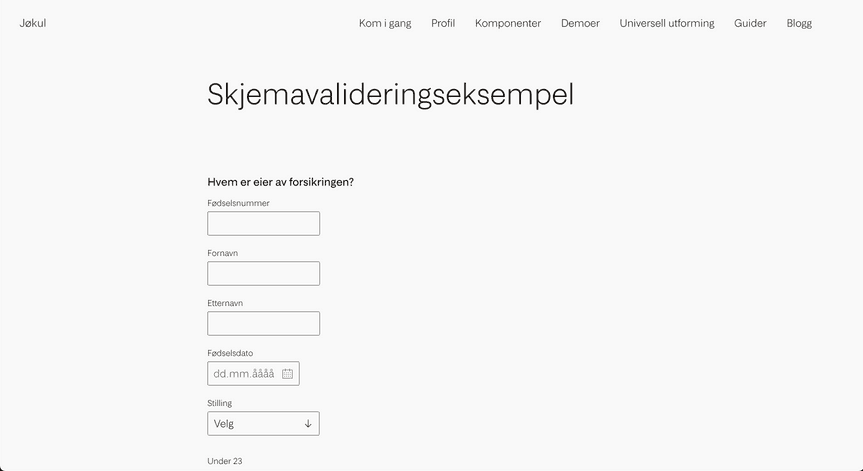 Jøkul Kom i gang Profil Komponenter Demoer Universell utforming Guider Blogg
Skjemavalideringseksempel
Hvem er eier av forsikringen?
Fødselsnummer
Fornavn
Etternavn
Fødselsdato
dd.mm.åååå
Stilling
Velg
Under 23